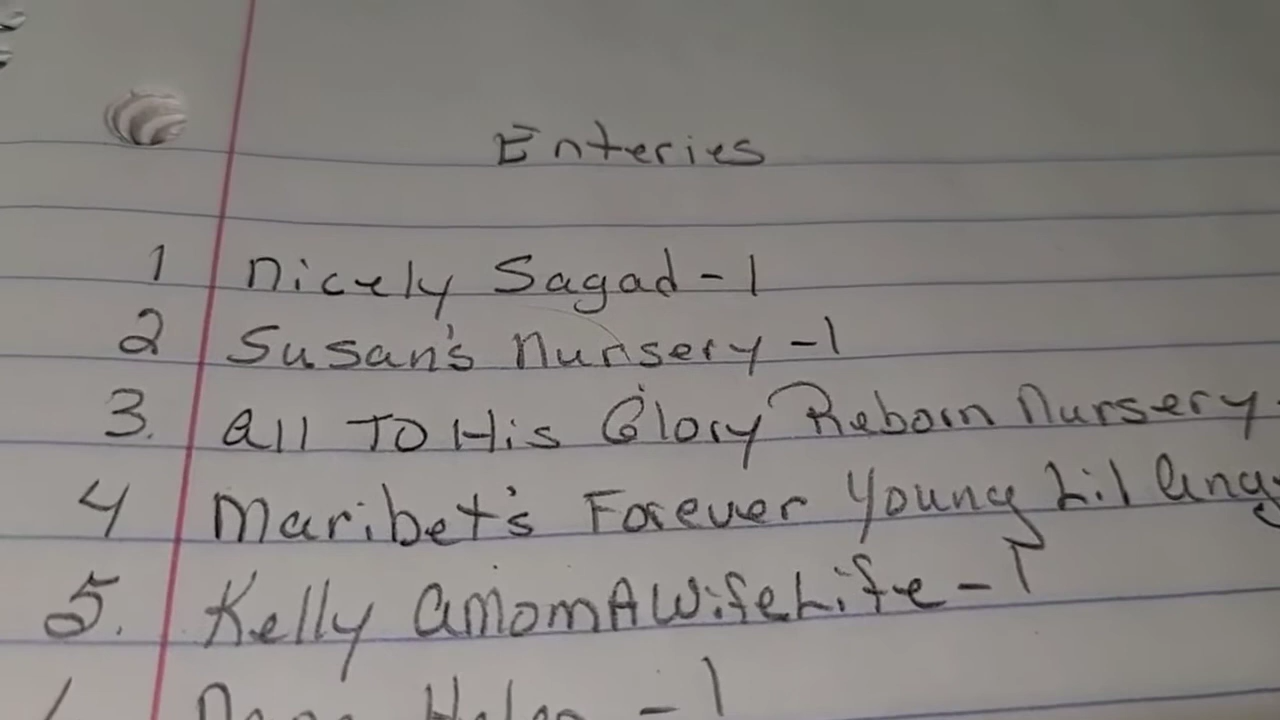 Enteries
1 Nicely Sagad - 1
2 Susan's Nursery - 1
3. All To His Glory Reborn Nursery
4 Maribet's Forever Young Lil
5. Kelly AMomAWifeLife - 1
- 1